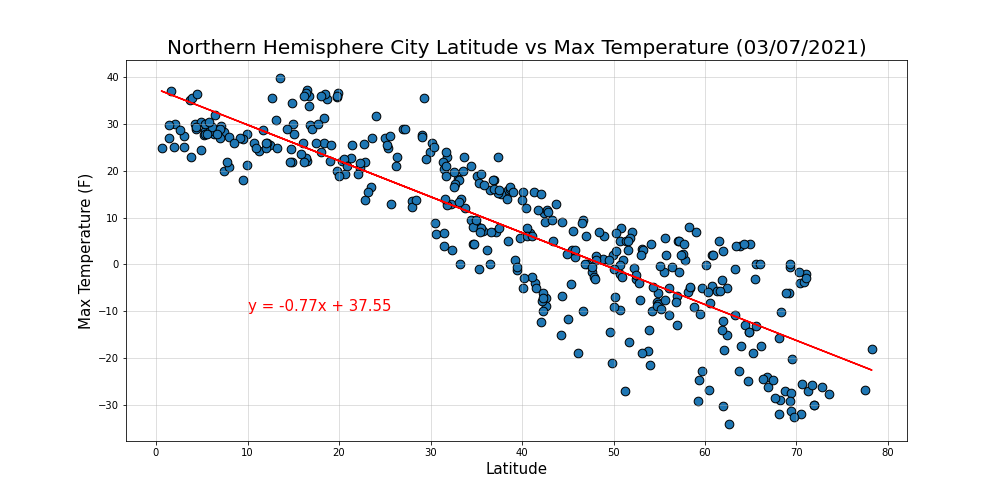 Northern Hemisphere City Latitude vs Max Temperature (03/07/2021)
Max Temperature (F)
40
30
20
10
0
−10
−20
−30
y = -0.77x + 37.55
0 10 20 30 40 50 60 70 80
Latitude